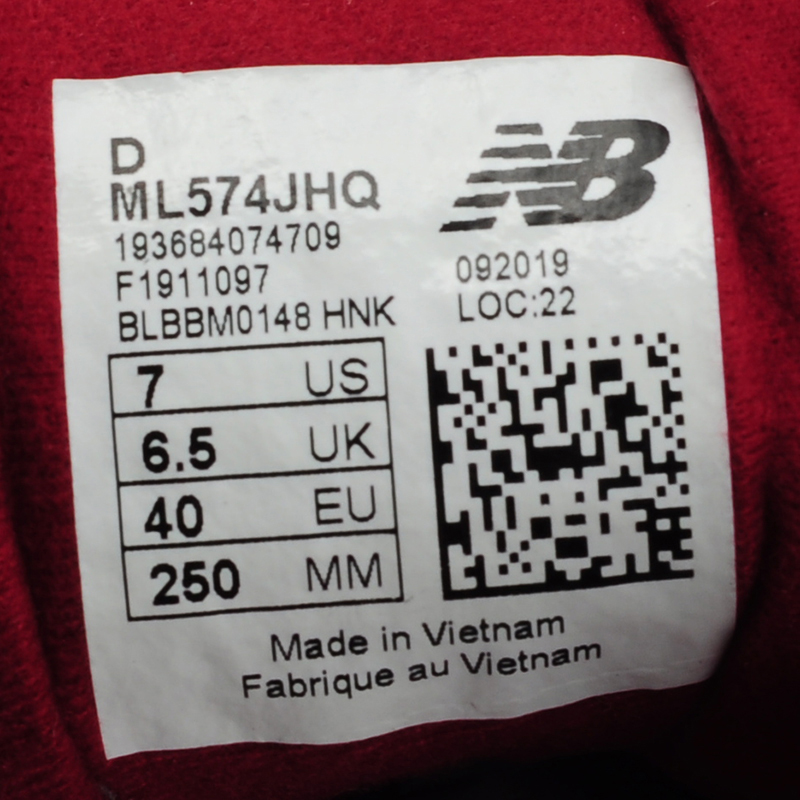 D
ML574JHQ
193684074709
F1911097
BLBBM0148 HNK
NB
092019
LOC:22
7 US
6.5 UK
40 EU
250 MM
Made in Vietnam
Fabrique au Vietnam